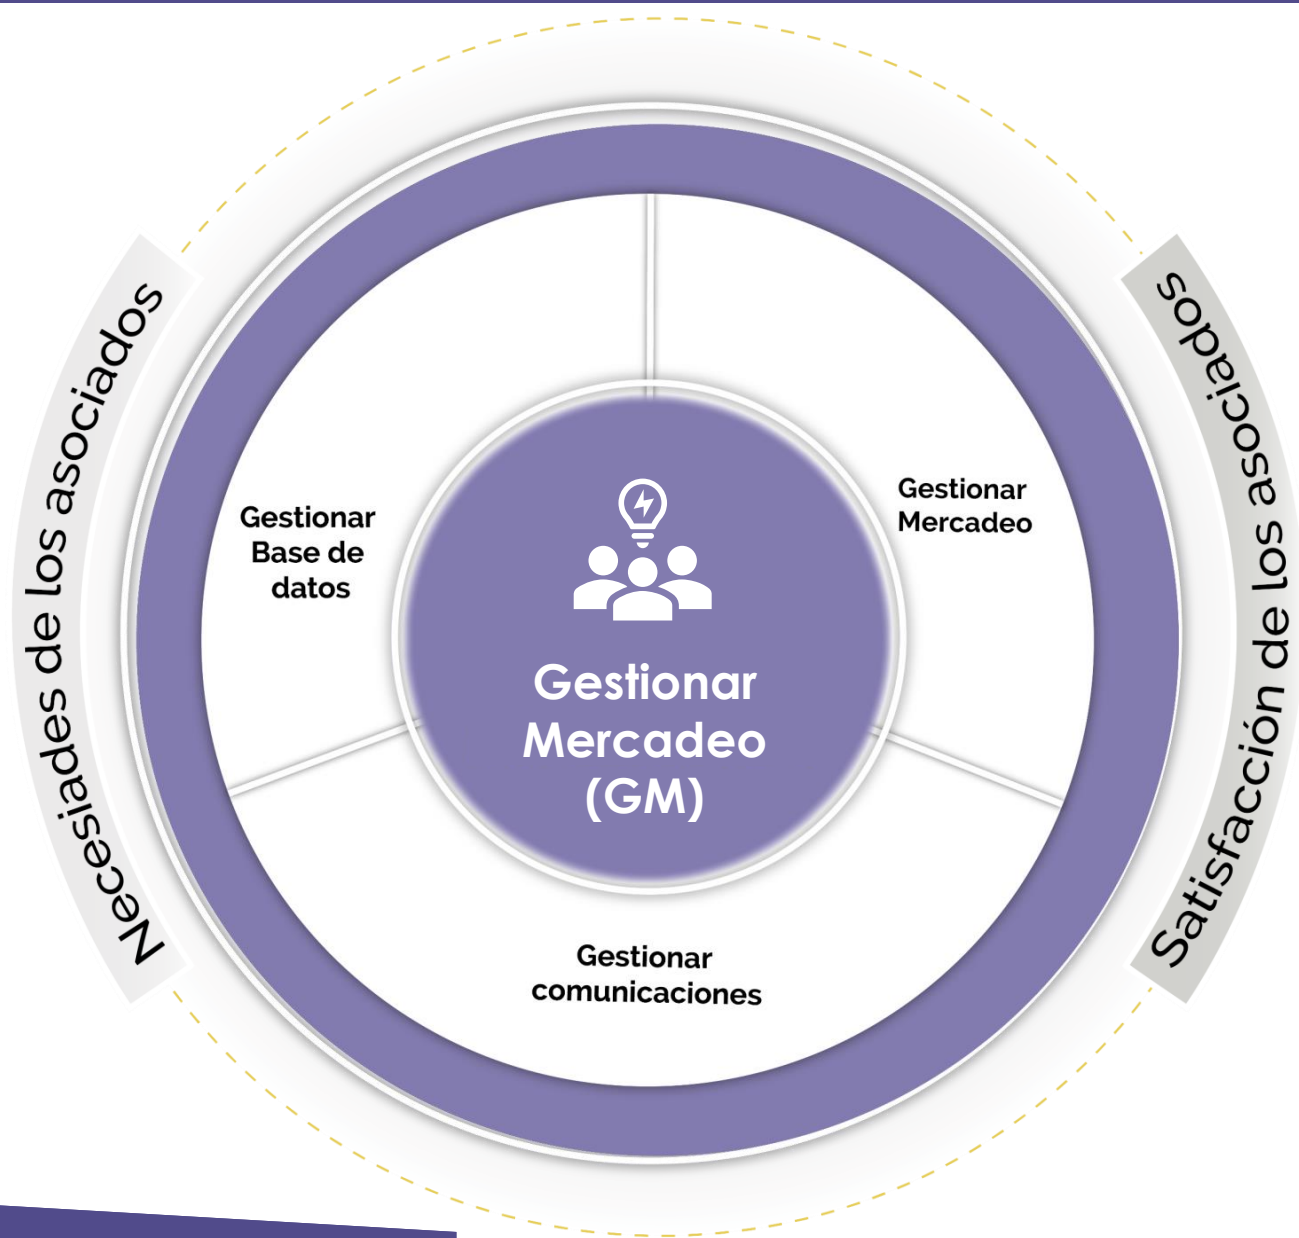 Necesiades de los asociados
Gestionar
Base de
datos
Gestionar
Mercadeo
(GM)
Gestionar
Mercadeo
Gestionar
comunicaciones
Satisfacción de los asociados